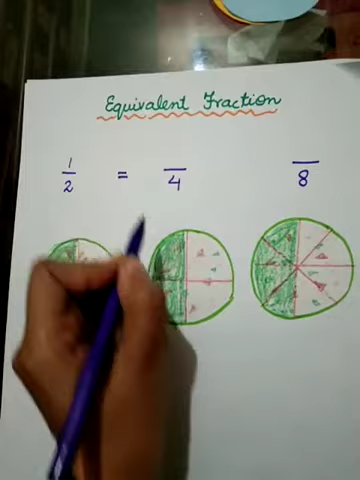 Equivalent Fraction
1/2 = /4 /8